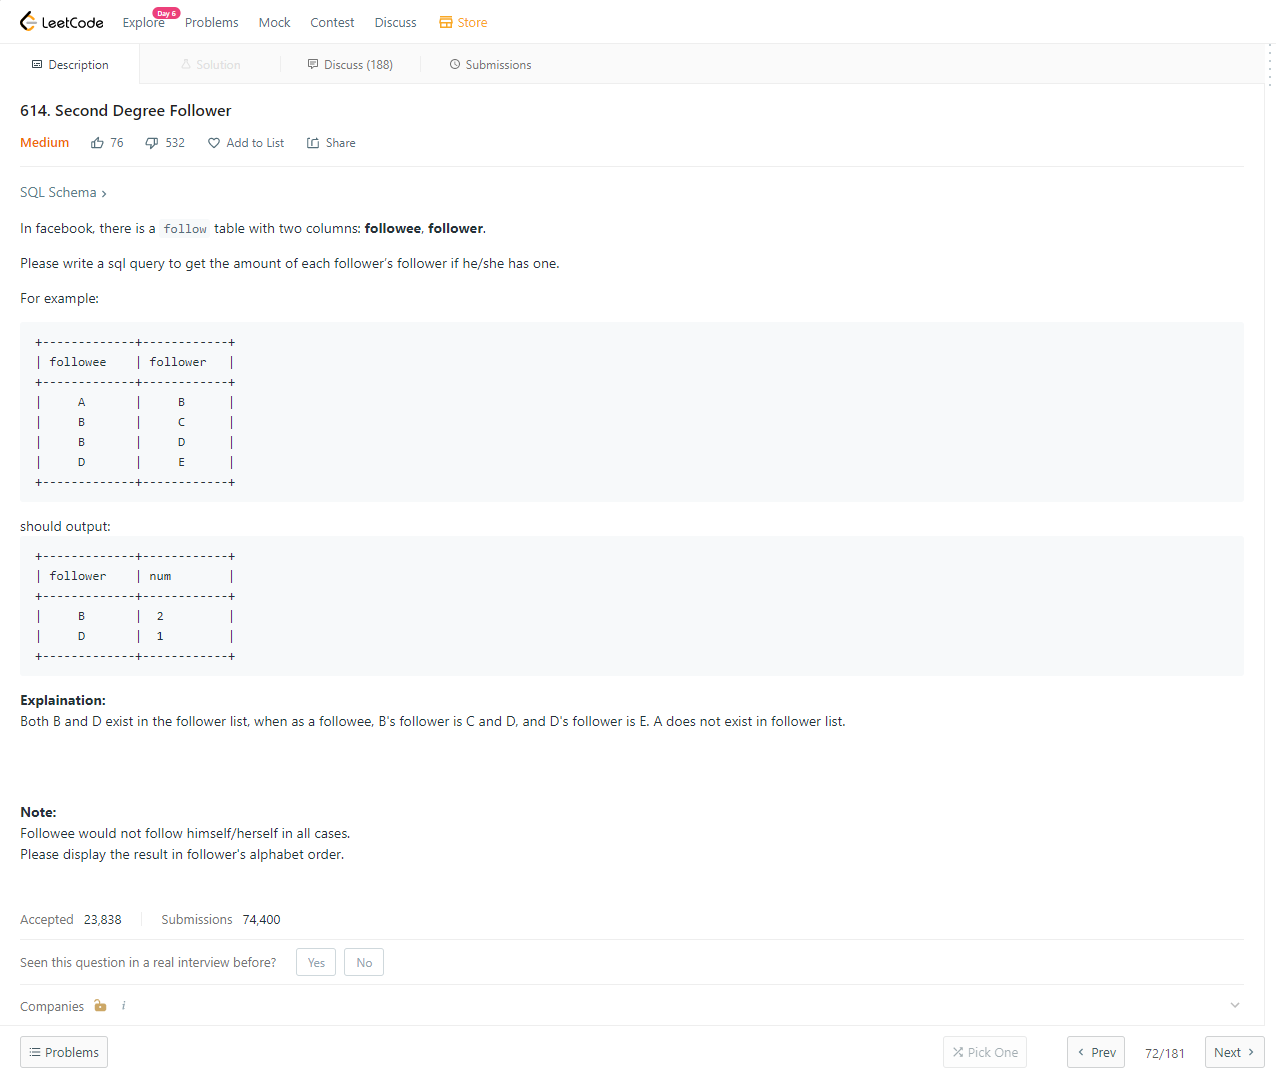 LeetCode Explore Day 6 Problems Mock Contest Discuss Store
Description Solution Discuss (188) Submissions
614. Second Degree Follower
Medium 76 532 Add to List Share
SQL Schema ›
In facebook, there is a follow table with two columns: followee, follower.
Please write a sql query to get the amount of each follower’s follower if he/she has one.
For example:
+-------------+------------+
| followee    | follower   |
+-------------+------------+
|     A       |     B      |
|     B       |     C      |
|     B       |     D      |
|     D       |     E      |
+-------------+------------+
should output:
+-------------+------------+
| follower    | num        |
+-------------+------------+
|     B       |  2         |
|     D       |  1         |
+-------------+------------+
Explaination:
Both B and D exist in the follower list, when as a followee, B's follower is C and D, and D's follower is E. A does not exist in follower list.
Note:
Followee would not follow himself/herself in all cases.
Please display the result in follower's alphabet order.
Accepted 23,838 Submissions 74,400
Seen this question in a real interview before? Yes No
Companies i
Problems Pick One ‹ Prev 72/181 Next ›